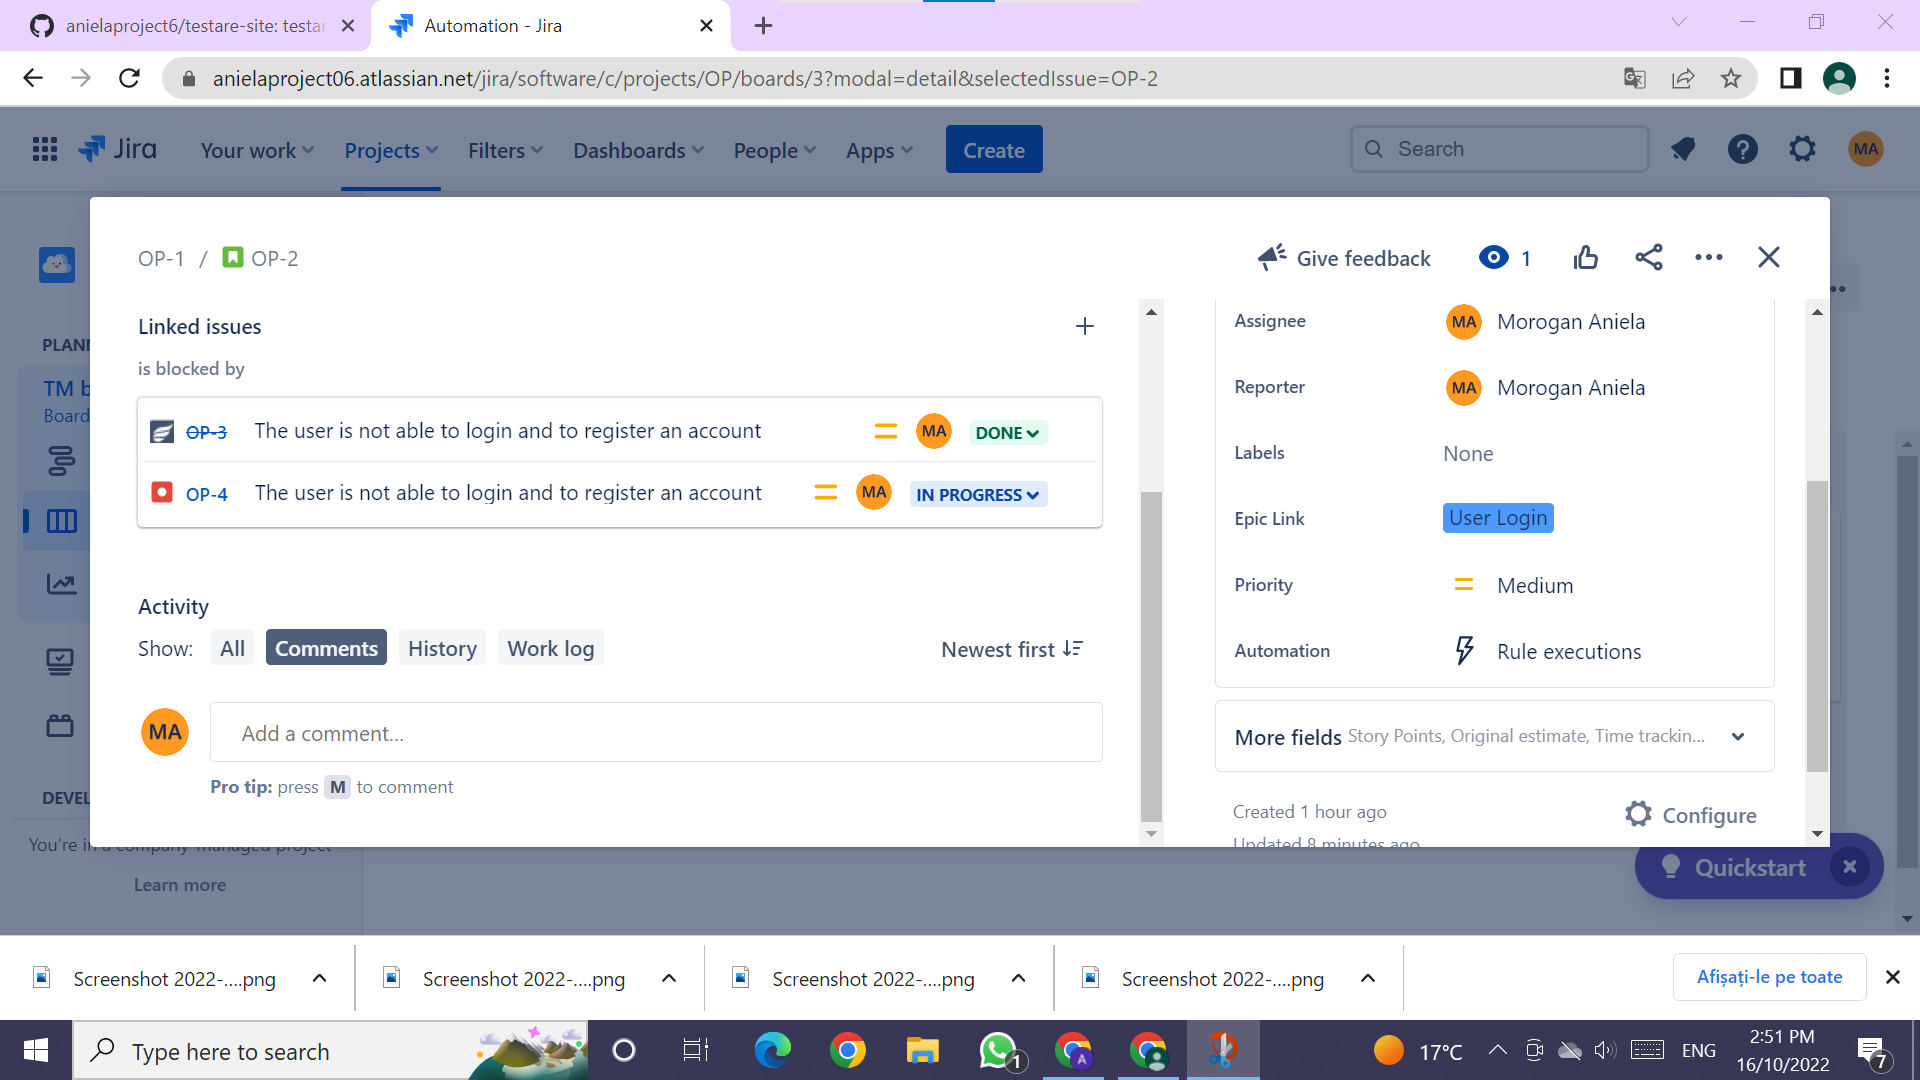 anielaproject6/testare-site: testar
Automation - Jira
anielaproject06.atlassian.net/jira/software/c/projects/OP/boards/3?modal=detail&selectedIssue=OP-2
Jira
Your work
Projects
Filters
Dashboards
People
Apps
Create
Search
MA
OP-1 / OP-2
Give feedback
1
Linked issues
is blocked by
OP-3 The user is not able to login and to register an account MA DONE
OP-4 The user is not able to login and to register an account MA IN PROGRESS
Activity
Show: All Comments History Work log Newest first
MA
Add a comment...
Pro tip: press M to comment
Assignee MA Morogan Aniela
Reporter MA Morogan Aniela
Labels None
Epic Link User Login
Priority Medium
Automation Rule executions
More fields Story Points, Original estimate, Time trackin...
Created 1 hour ago
Configure
Updated 8 minutes ago
PLANN
TM b
Board
DEVEL
You're in a company-managed project
Learn more
Quickstart
Screenshot 2022-....png
Screenshot 2022-....png
Screenshot 2022-....png
Screenshot 2022-....png
Afișați-le pe toate
Type here to search
1
A
17°C
ENG
2:51 PM
16/10/2022
7